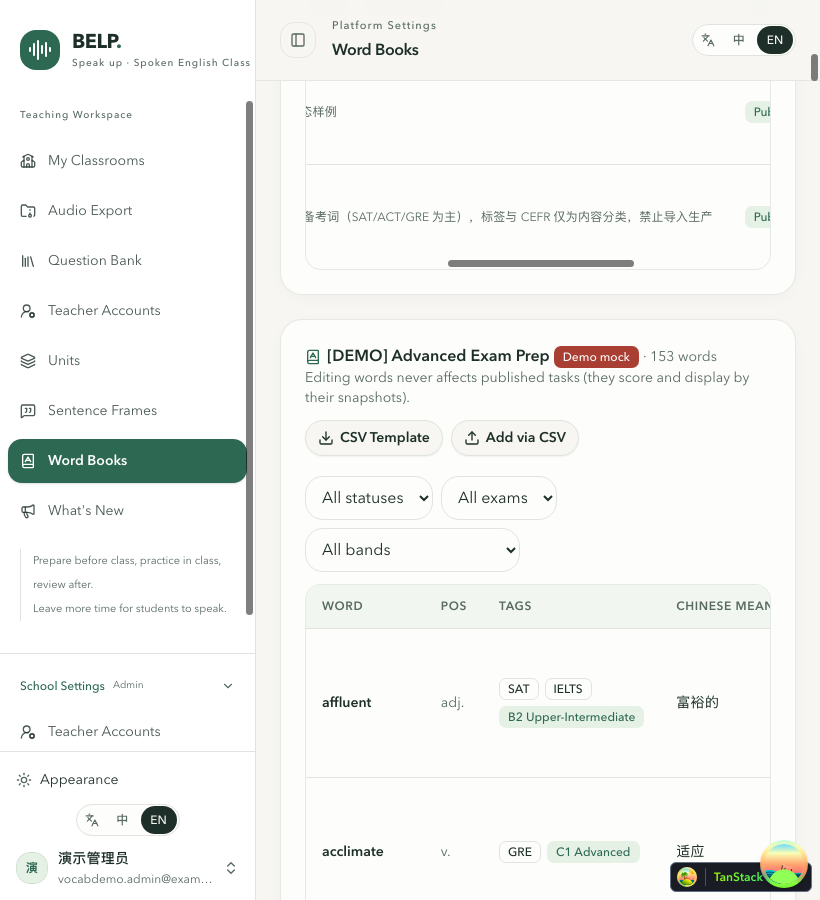 BELP.
Speak up · Spoken English Class
Teaching Workspace
My Classrooms
Audio Export
Question Bank
Teacher Accounts
Units
Sentence Frames
Word Books
What's New
Prepare before class, practice in class,
review after.
Leave more time for students to speak.
School Settings Admin
Teacher Accounts
Appearance
中 EN
演 演示管理员
vocabdemo.admin@exam…
Platform Settings
Word Books
中 EN
态样例
备考词（SAT/ACT/GRE 为主），标签与 CEFR 仅为内容分类，禁止导入生产
[DEMO] Advanced Exam Prep Demo mock · 153 words
Editing words never affects published tasks (they score and display by
their snapshots).
CSV Template Add via CSV
All statuses All exams
All bands
WORD POS TAGS CHINESE
affluent adj. SAT IELTS 富裕的
B2 Upper-Intermediate
acclimate v. GRE C1 Advanced 适应
TanStack